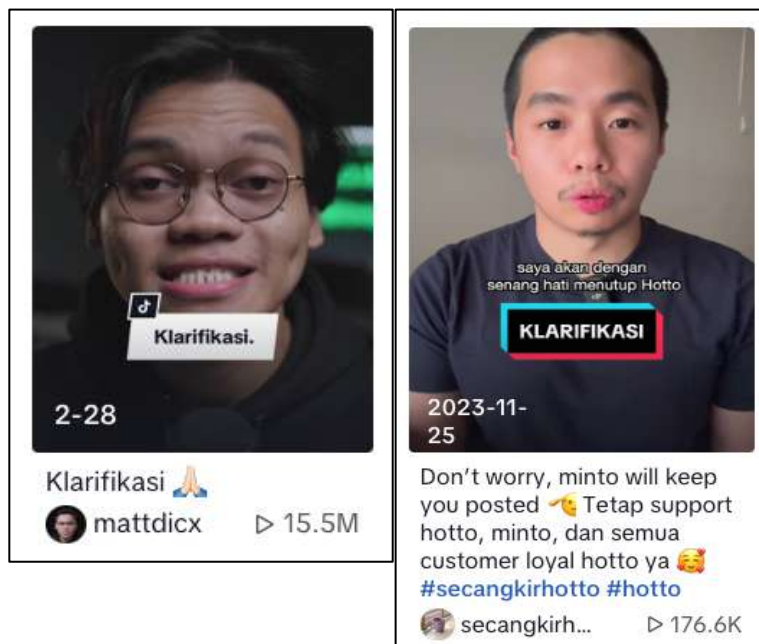 Klarifikasi.
2-28
Klarifikasi 🙏🏻
mattdicx
15.5M
saya akan dengan
senang hati menutup Hotto
KLARIFIKASI
2023-11-
25
Don't worry, minto will keep
you posted 🫡 Tetap support
hotto, minto, dan semua
customer loyal hotto ya 🥰
#secangkirhotto #hotto
secangkirh...
176.6K